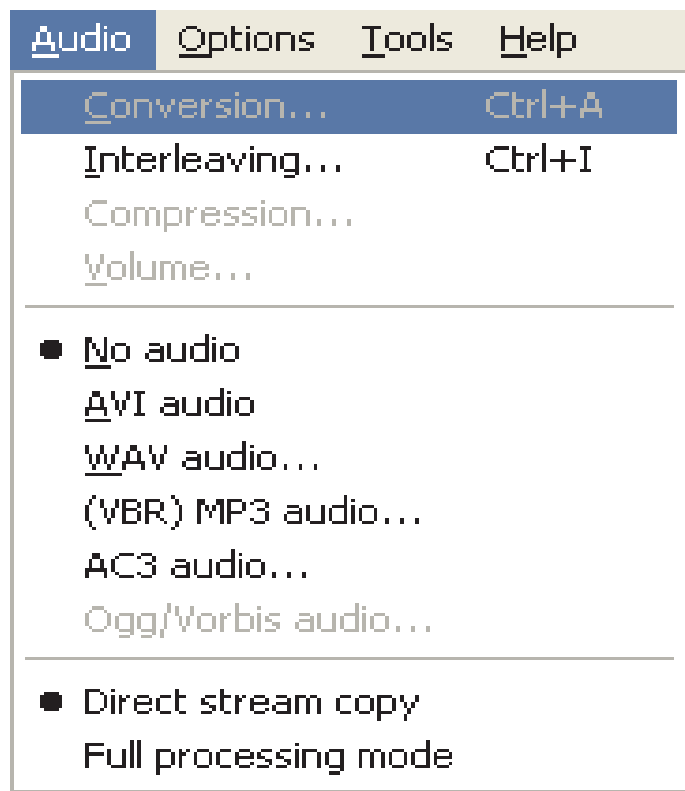 Audio Options Tools Help
Conversion... Ctrl+A
Interleaving... Ctrl+I
Compression...
Volume...
No audio
AVI audio
WAV audio...
(VBR) MP3 audio...
AC3 audio...
Ogg/Vorbis audio...
Direct stream copy
Full processing mode